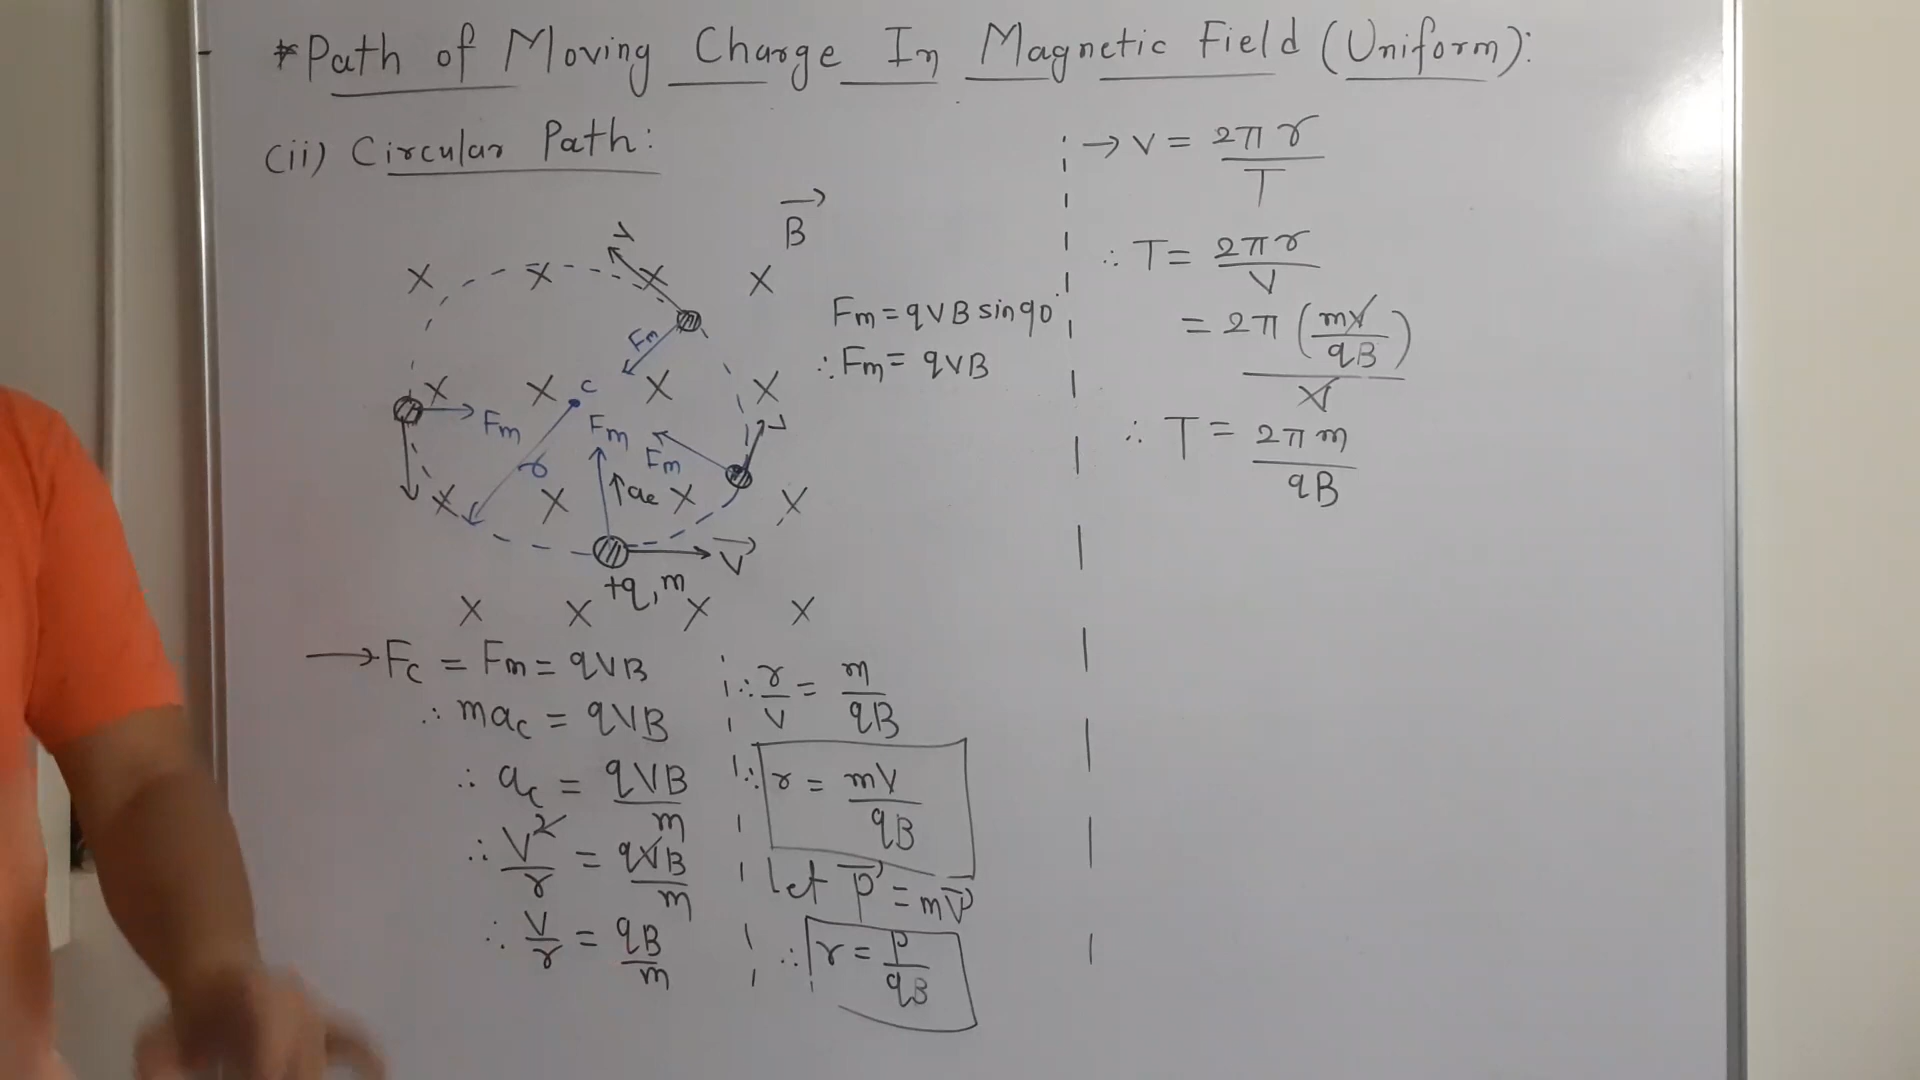 *Path of Moving Charge In Magnetic Field (Uniform):
(ii) Circular Path:
B⃗
X X X X
V
Fm
Fm = qVB sin90
∴ Fm = qVB
X X C X X
Fm
Fm
Fm
V
r
ac
X X X X
V⃗
+q, m
X X X X
→ Fc = Fm = qVB
∴ mac = qVB
∴ ac = qVB/m
∴ V²/r = qVB/m
∴ V/r = qB/m
∴ r/V = m/qB
∴ r = mV/qB
Let P⃗ = mV⃗
∴ r = P/qB
→ V = 2πr/T
∴ T = 2πr/V
= 2π(mV/qB)/V
∴ T = 2πm/qB